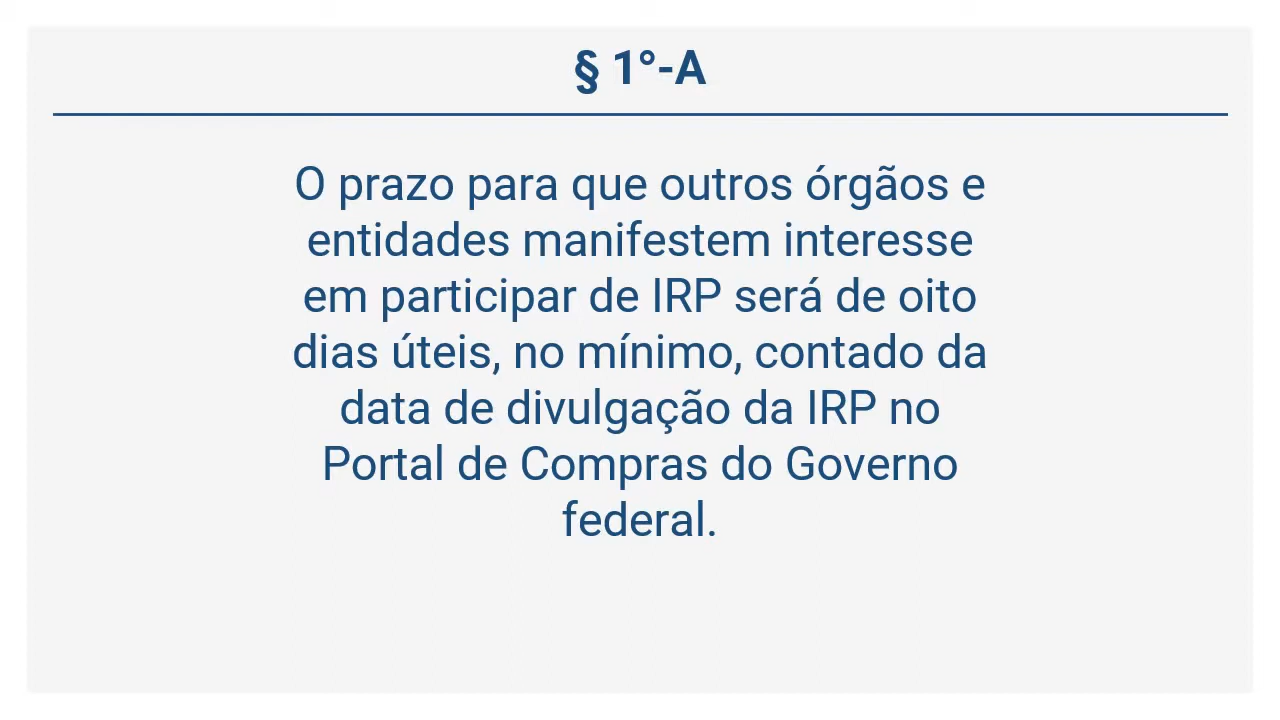 § 1°-A
O prazo para que outros órgãos e
entidades manifestem interesse
em participar de IRP será de oito
dias úteis, no mínimo, contado da
data de divulgação da IRP no
Portal de Compras do Governo
federal.